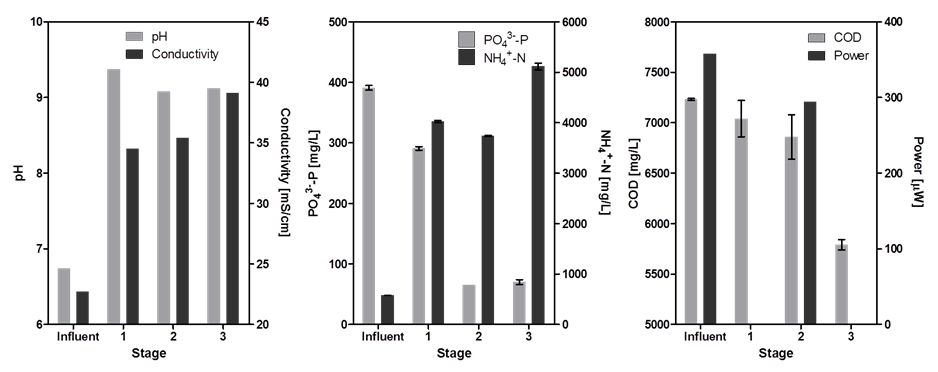 10
9
8
7
6
pH
pH
Conductivity
45
40
35
30
25
20
Conductivity [mS/cm]
Influent 1 2 3
Stage
500
400
300
200
100
0
PO₄³-P [mg/L]
PO₄³-P
NH₄⁺-N
6000
5000
4000
3000
2000
1000
0
NH₄⁺-N [mg/L]
Influent 1 2 3
Stage
8000
7500
7000
6500
6000
5500
5000
COD [mg/L]
COD
Power
400
300
200
100
0
Power [µW]
Influent 1 2 3
Stage